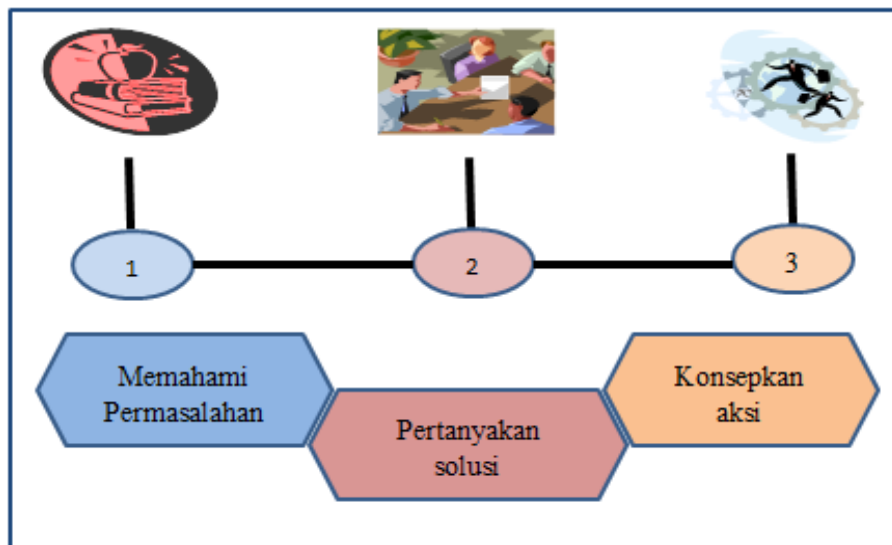 1
2
3
Memahami
Permasalahan
Pertanyakan
solusi
Konsepkan
aksi